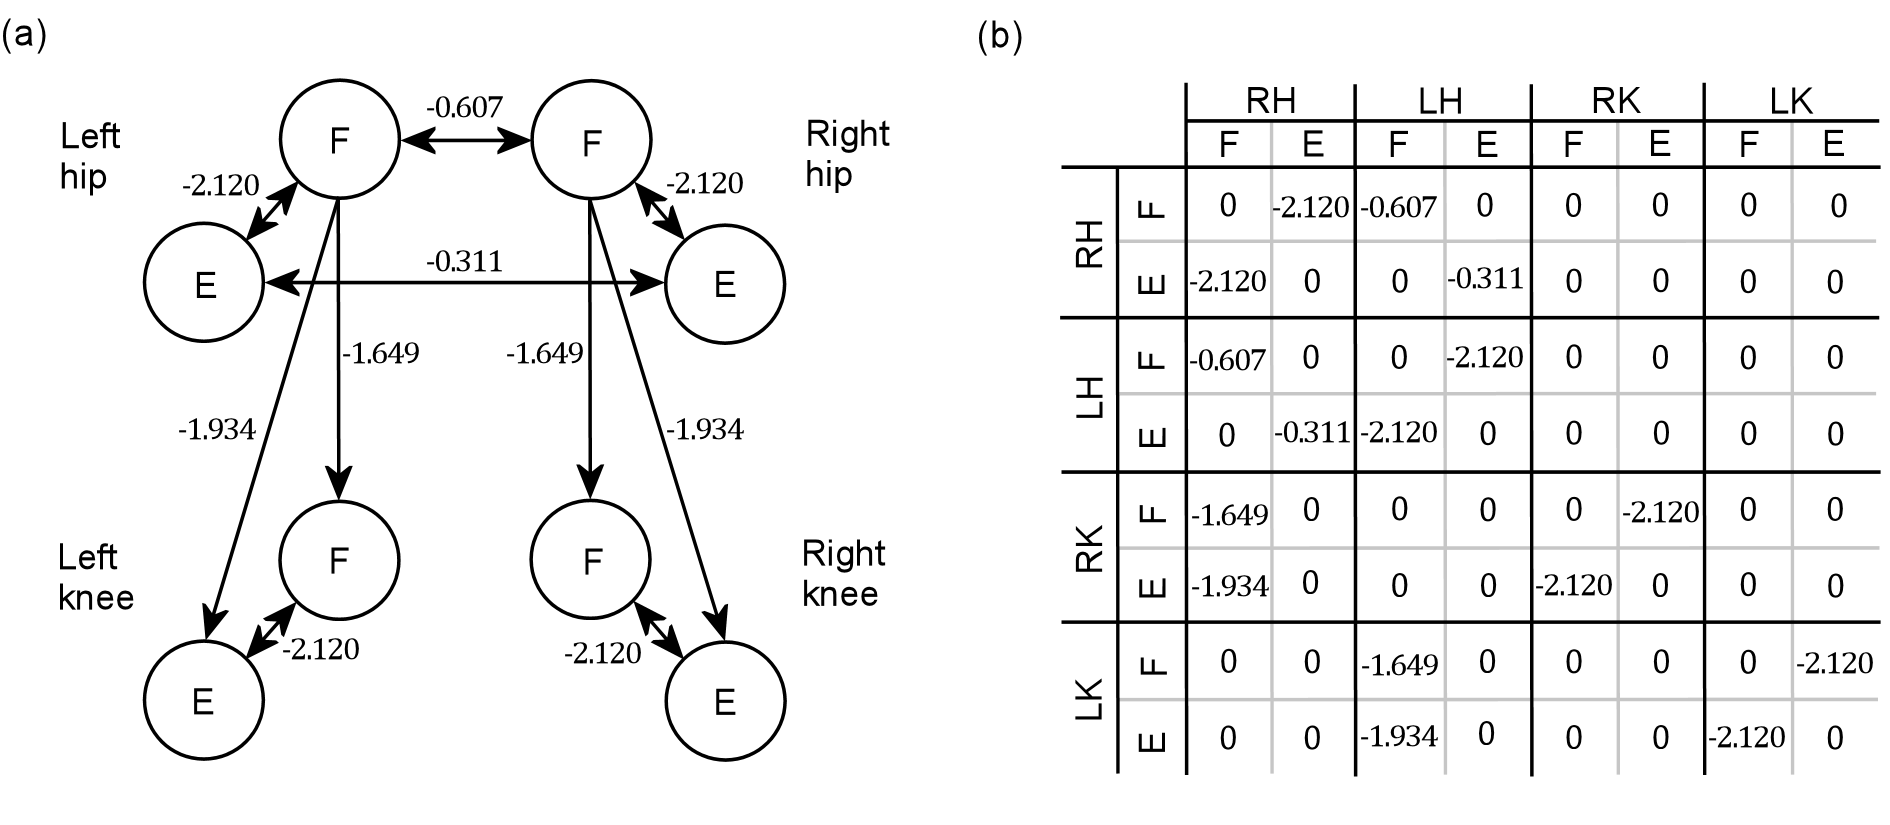 (a)
(b)
-0.607
F
F
Left
hip
Right
hip
-2.120
-2.120
-0.311
E
E
-1.649
-1.649
-1.934
-1.934
Left
knee
F
F
Right
knee
-2.120
-2.120
E
E
RH LH RK LK
F E F E F E F E
RH F 0 -2.120 -0.607 0 0 0 0 0
E -2.120 0 0 -0.311 0 0 0 0
LH F -0.607 0 0 -2.120 0 0 0 0
E 0 -0.311 -2.120 0 0 0 0 0
RK F -1.649 0 0 0 0 -2.120 0 0
E -1.934 0 0 0 -2.120 0 0 0
LK F 0 0 -1.649 0 0 0 0 -2.120
E 0 0 -1.934 0 0 0 -2.120 0